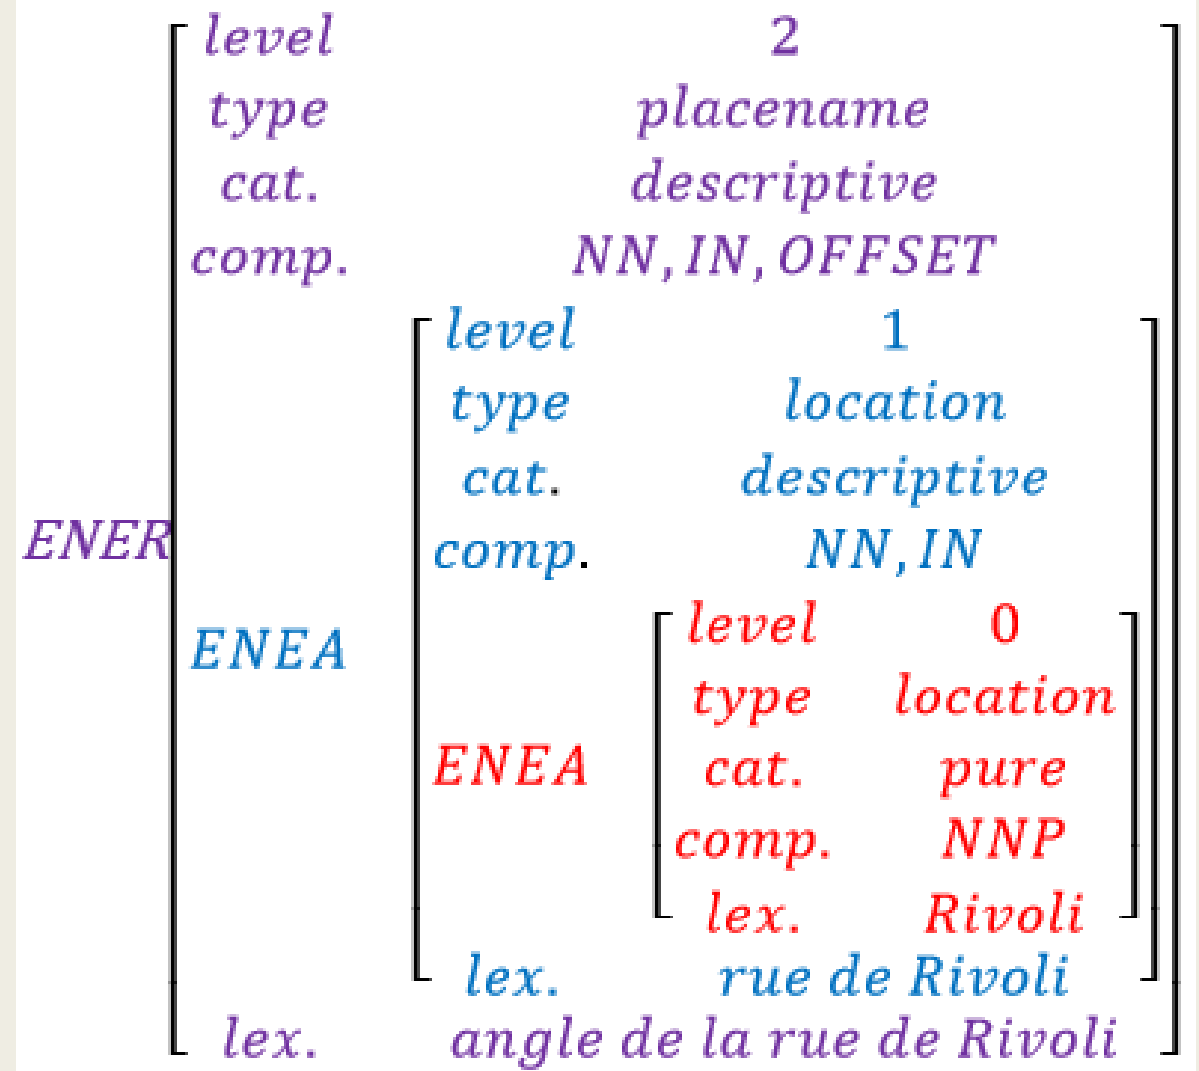 level 2
type placename
cat. descriptive
comp. NN, IN, OFFSET
level 1
type location
cat. descriptive
ENER
comp. NN, IN
level 0
ENEA
type location
ENEA
cat. pure
comp. NNP
lex. Rivoli
lex. rue de Rivoli
lex. angle de la rue de Rivoli